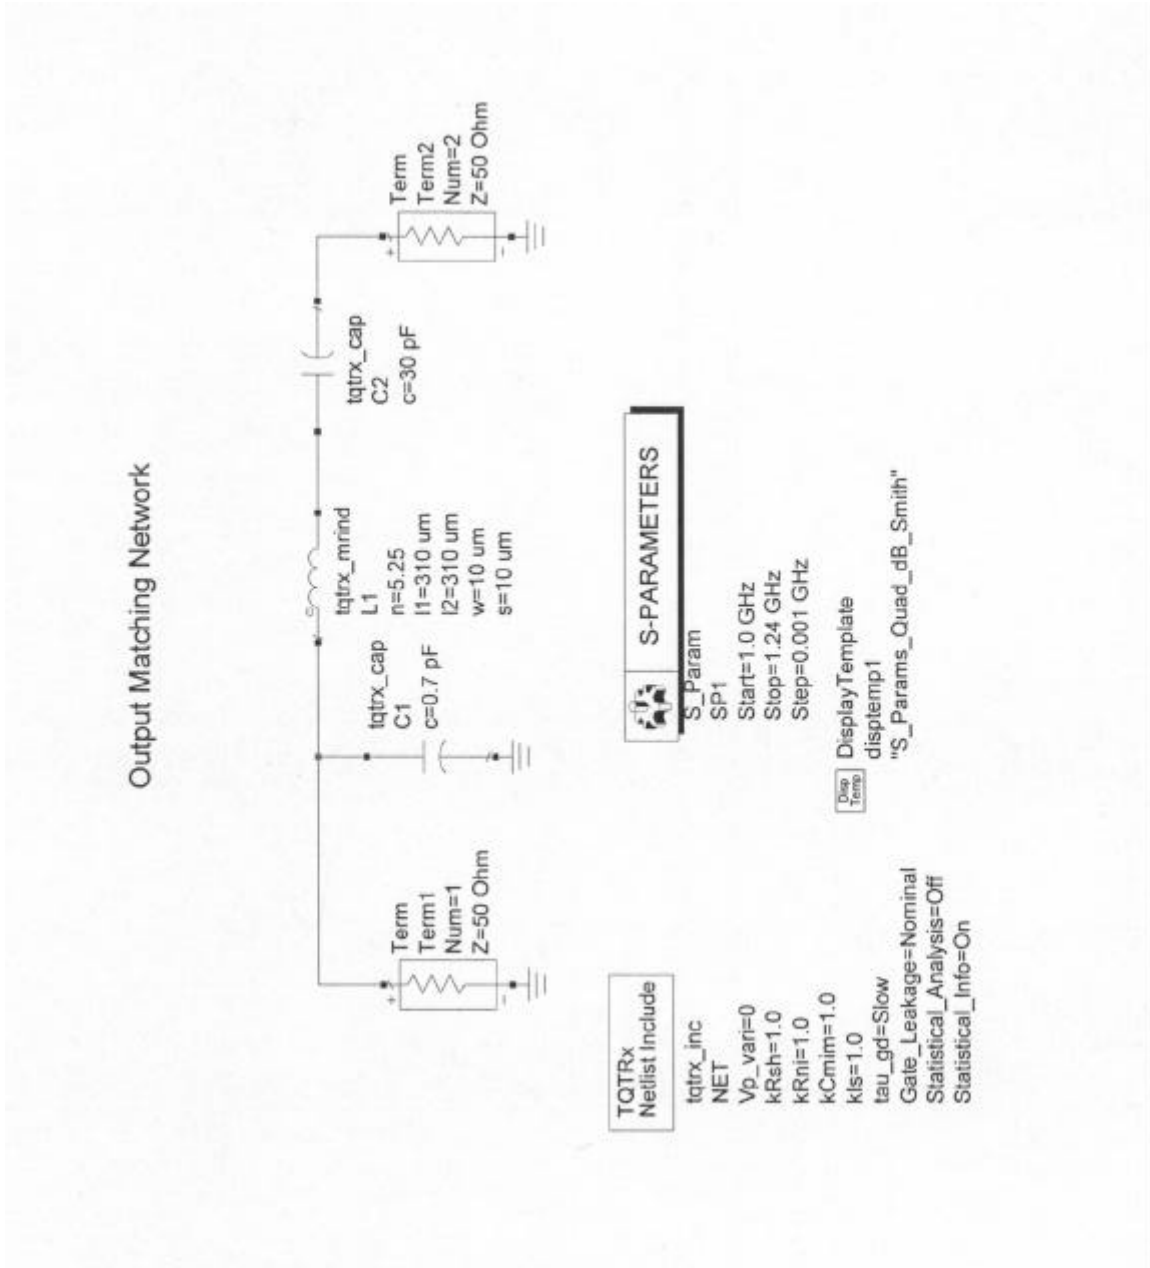 Output Matching Network
Term
Term1
Num=1
Z=50 Ohm
tqtrx_cap
C1
c=0.7 pF
tqtrx_mrind
L1
n=5.25
l1=310 um
l2=310 um
w=10 um
s=10 um
tqtrx_cap
C2
c=30 pF
Term
Term2
Num=2
Z=50 Ohm
TQTRx
Netlist Include
tqtrx_inc
NET
Vp_vari=0
kRsh=1.0
kRni=1.0
kCmim=1.0
kIs=1.0
tau_gd=Slow
Gate_Leakage=Nominal
Statistical_Analysis=Off
Statistical_Info=On
S-PARAMETERS
S_Param
SP1
Start=1.0 GHz
Stop=1.24 GHz
Step=0.001 GHz
Disp
Temp
DisplayTemplate
disptemp1
"S_Params_Quad_dB_Smith"
+
-
+
-